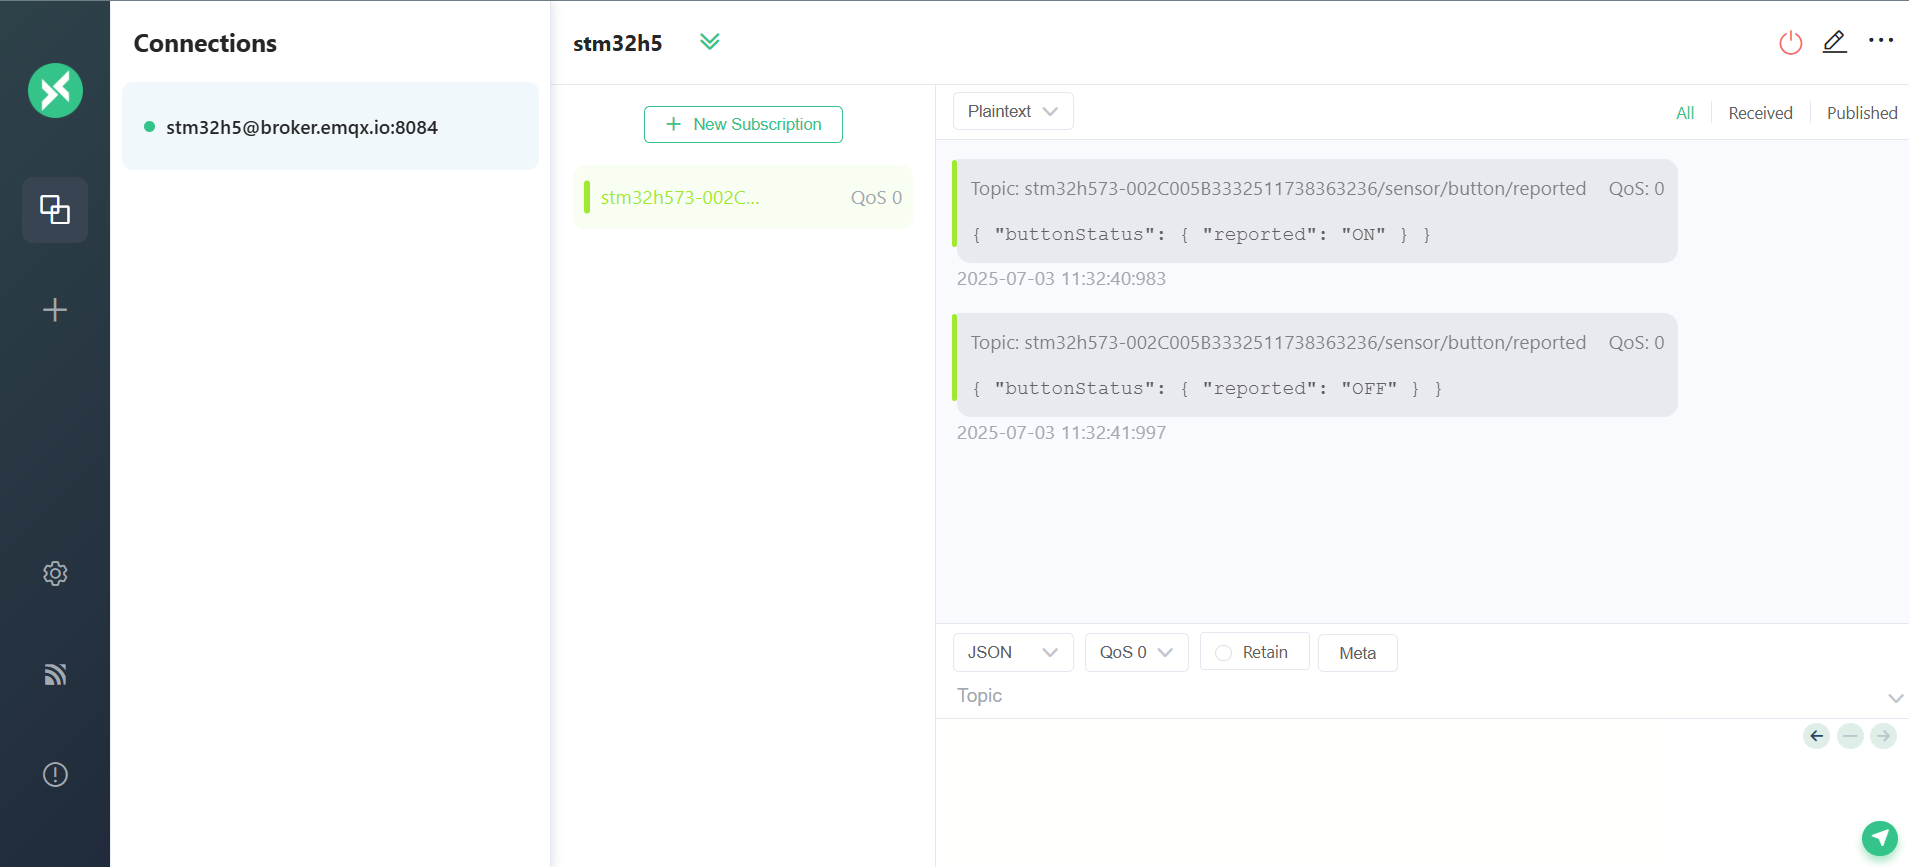 Connections
stm32h5@broker.emqx.io:8084
stm32h5
New Subscription
stm32h573-002C... QoS 0
Plaintext
All Received Published
Topic: stm32h573-002C005B3332511738363236/sensor/button/reported QoS: 0
{ "buttonStatus": { "reported": "ON" } }
2025-07-03 11:32:40:983
Topic: stm32h573-002C005B3332511738363236/sensor/button/reported QoS: 0
{ "buttonStatus": { "reported": "OFF" } }
2025-07-03 11:32:41:997
JSON QoS 0 Retain Meta
Topic